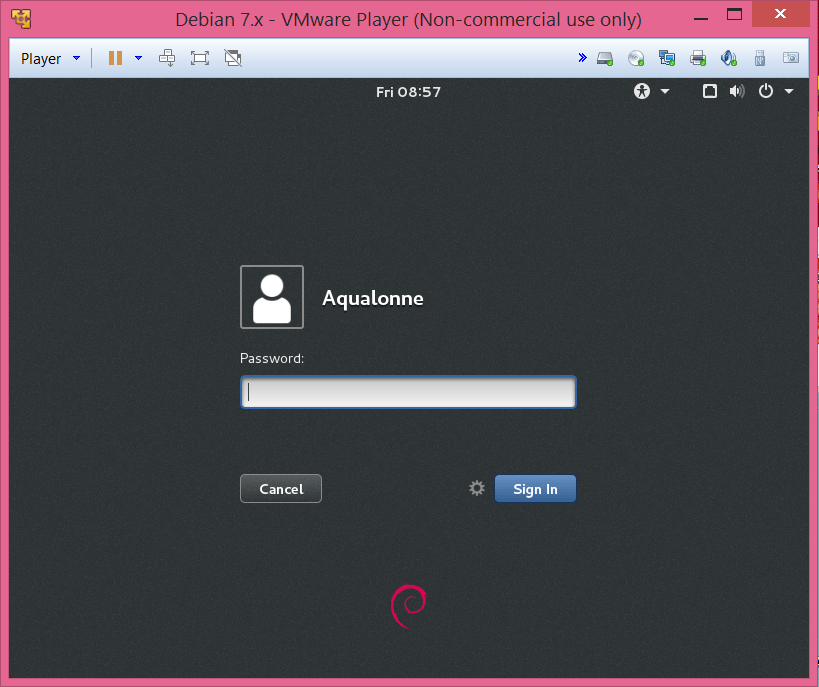 Debian 7.x - VMware Player (Non-commercial use only)
Player
Fri 08:57
Aqualonne
Password:
Cancel
Sign In